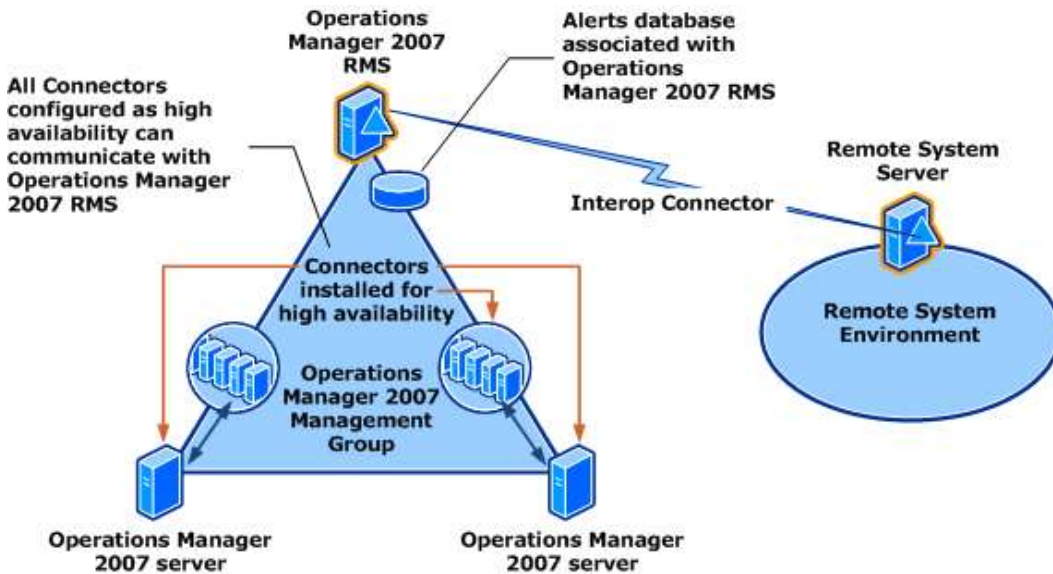 Operations
Manager 2007
RMS
Alerts database
associated with
Operations
Manager 2007 RMS
All Connectors
configured as high
availability can
communicate with
Operations Manager
2007 RMS
Remote System
Server
Interop Connector
Connectors
installed for
high availability
Remote System
Environment
Operations
Manager 2007
Management
Group
Operations Manager
2007 server
Operations Manager
2007 server